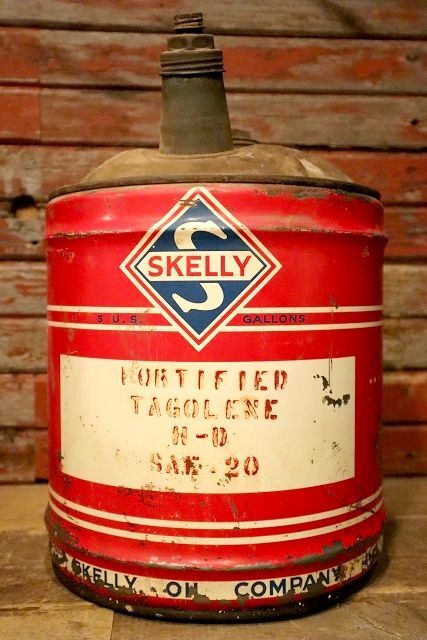 S
SKELLY
5 U.S. GALLONS
FORTIFIED
TAGOLENE
H-D
SAE-20
SKELLY OIL COMPANY